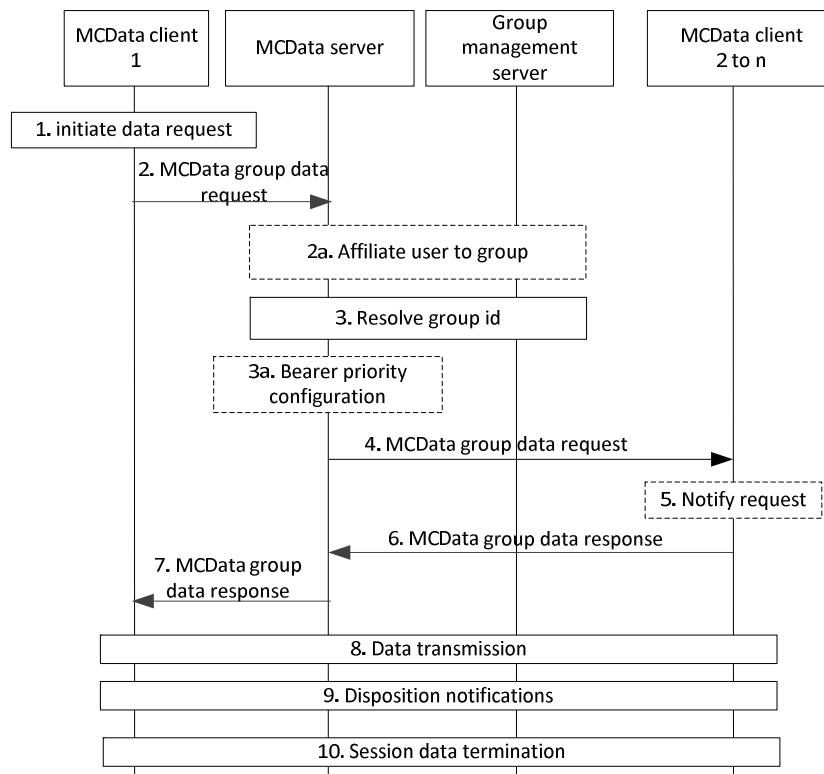 MCData client
1
MCData server
Group
management
server
MCData client
2 to n
1. initiate data request
2. MCData group data
request
2a. Affiliate user to group
3. Resolve group id
3a. Bearer priority
configuration
4. MCData group data request
5. Notify request
6. MCData group data response
7. MCData group
data response
8. Data transmission
9. Disposition notifications
10. Session data termination